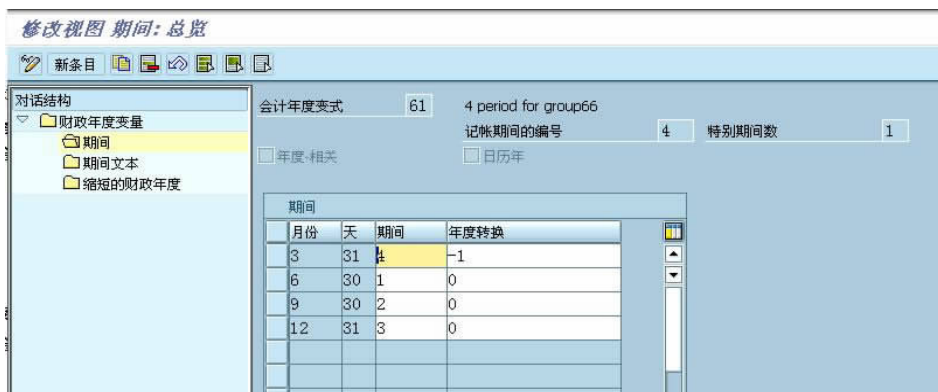 修改视图 期间: 总览
新条目
对话结构
财政年度变量
期间
期间文本
缩短的财政年度
会计年度变式 61 4 period for group66
记帐期间的编号 4 特别期间数 1
年度-相关 日历年
期间
月份 天 期间 年度转换
3 31 4 -1
6 30 1 0
9 30 2 0
12 31 3 0